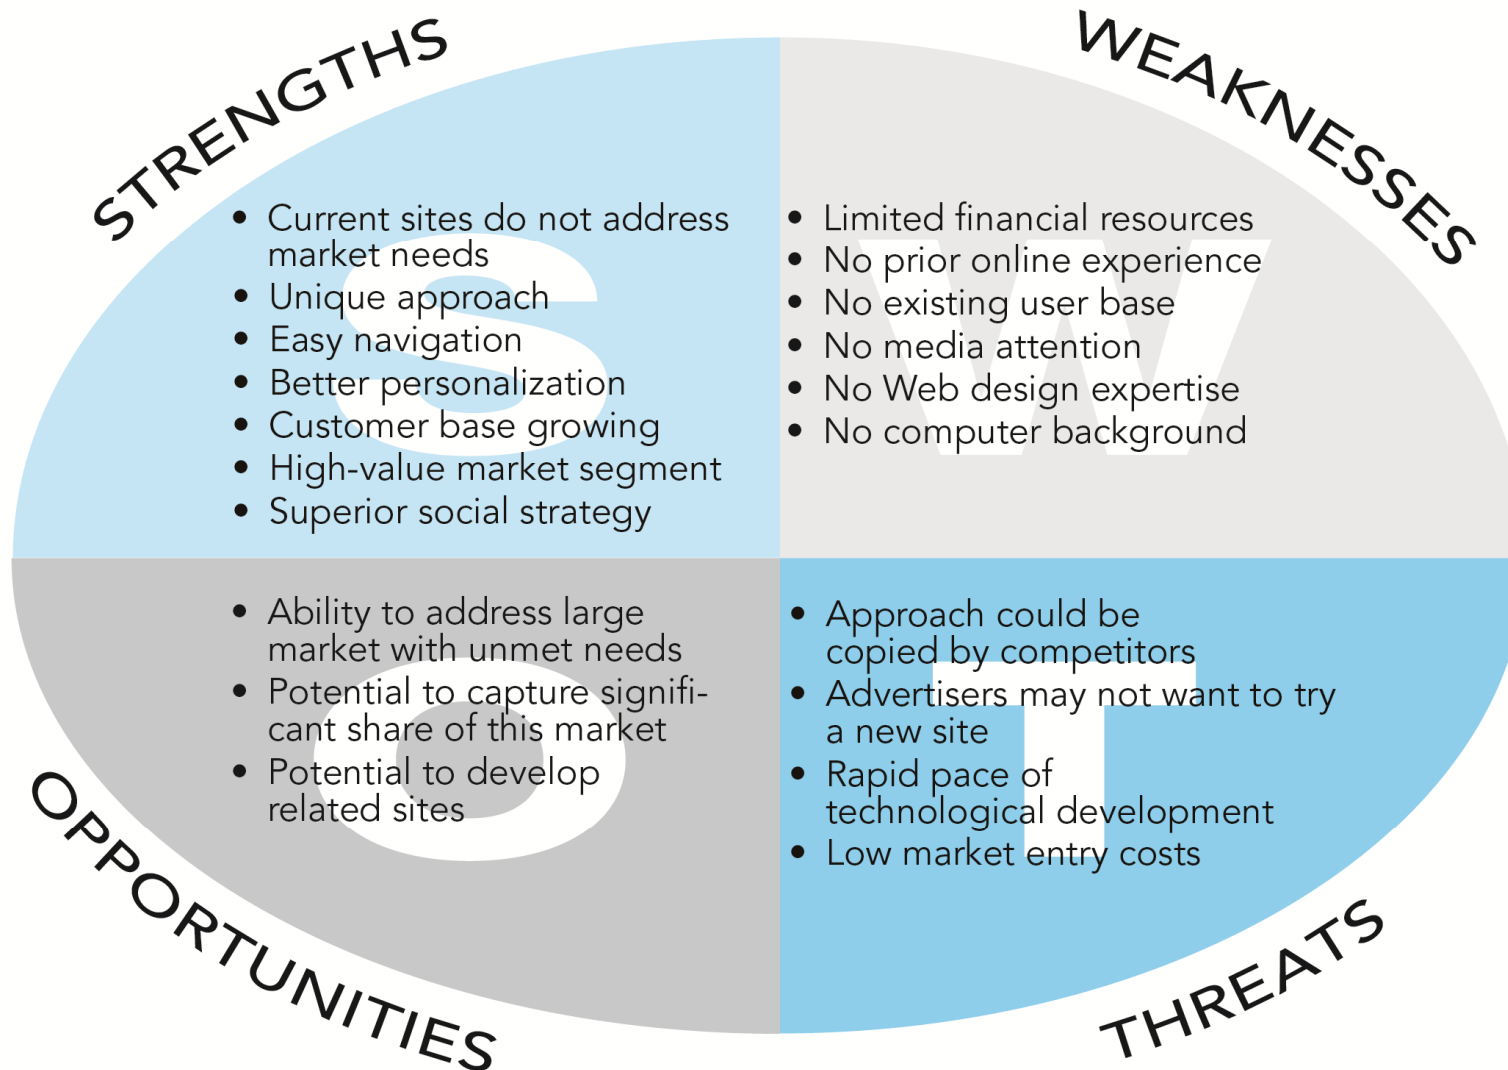 STRENGTHS
• Current sites do not address
market needs
• Unique approach
• Easy navigation
• Better personalization
• Customer base growing
• High-value market segment
• Superior social strategy
S
WEAKNESSES
• Limited financial resources
• No prior online experience
• No existing user base
• No media attention
• No Web design expertise
• No computer background
W
• Ability to address large
market with unmet needs
• Potential to capture signifi-
cant share of this market
• Potential to develop
related sites
O
OPPORTUNITIES
• Approach could be
copied by competitors
• Advertisers may not want to try
a new site
• Rapid pace of
technological development
• Low market entry costs
T
THREATS